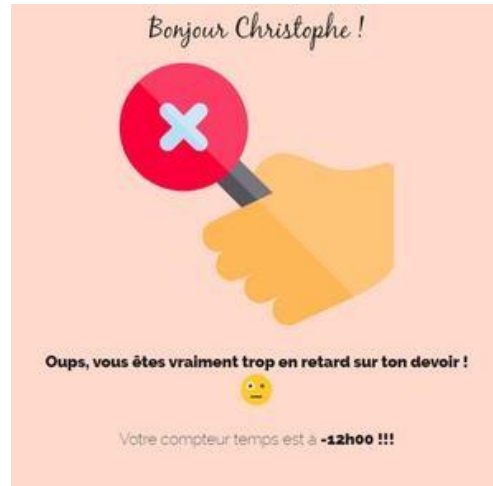 Bonjour Christophe !
Oups, vous êtes vraiment trop en retard sur ton devoir !
Votre compteur temps est à -12h00 !!!